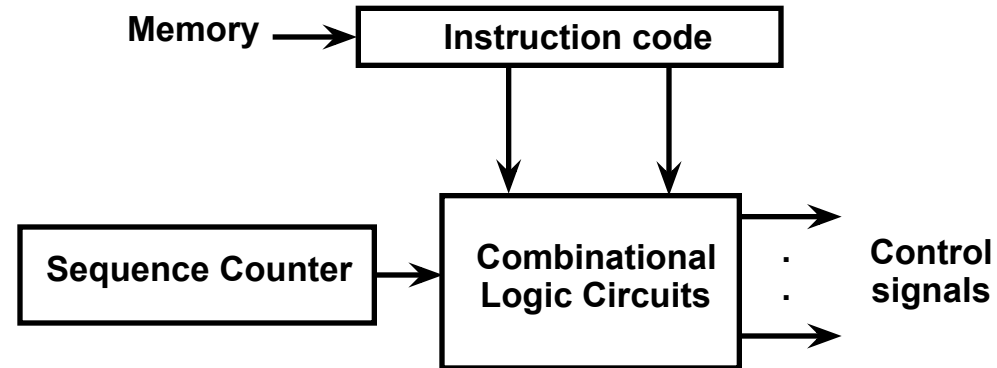 Memory
Instruction code
Sequence Counter
Combinational
Logic Circuits
.
.
Control
signals